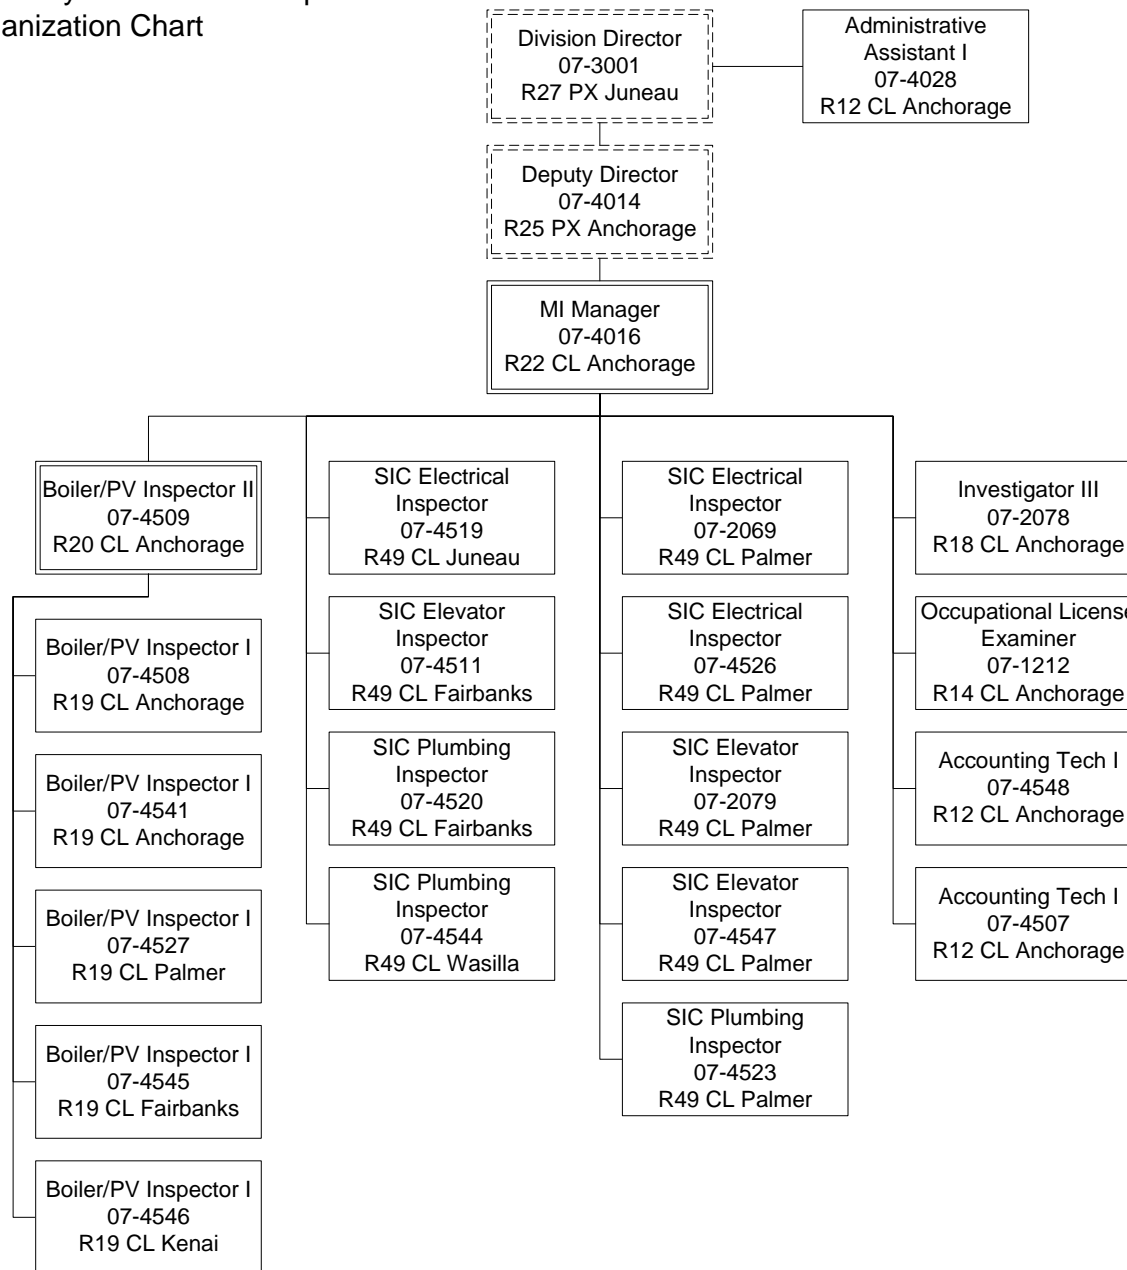 anization Chart
Division Director
07-3001
R27 PX Juneau
Administrative
Assistant I
07-4028
R12 CL Anchorage
Deputy Director
07-4014
R25 PX Anchorage
MI Manager
07-4016
R22 CL Anchorage
Boiler/PV Inspector II
07-4509
R20 CL Anchorage
Boiler/PV Inspector I
07-4508
R19 CL Anchorage
Boiler/PV Inspector I
07-4541
R19 CL Anchorage
Boiler/PV Inspector I
07-4527
R19 CL Palmer
Boiler/PV Inspector I
07-4545
R19 CL Fairbanks
Boiler/PV Inspector I
07-4546
R19 CL Kenai
SIC Electrical
Inspector
07-4519
R49 CL Juneau
SIC Elevator
Inspector
07-4511
R49 CL Fairbanks
SIC Plumbing
Inspector
07-4520
R49 CL Fairbanks
SIC Plumbing
Inspector
07-4544
R49 CL Wasilla
SIC Electrical
Inspector
07-2069
R49 CL Palmer
SIC Electrical
Inspector
07-4526
R49 CL Palmer
SIC Elevator
Inspector
07-2079
R49 CL Palmer
SIC Elevator
Inspector
07-4547
R49 CL Palmer
SIC Plumbing
Inspector
07-4523
R49 CL Palmer
Investigator III
07-2078
R18 CL Anchorage
Occupational License
Examiner
07-1212
R14 CL Anchorage
Accounting Tech I
07-4548
R12 CL Anchorage
Accounting Tech I
07-4507
R12 CL Anchorage